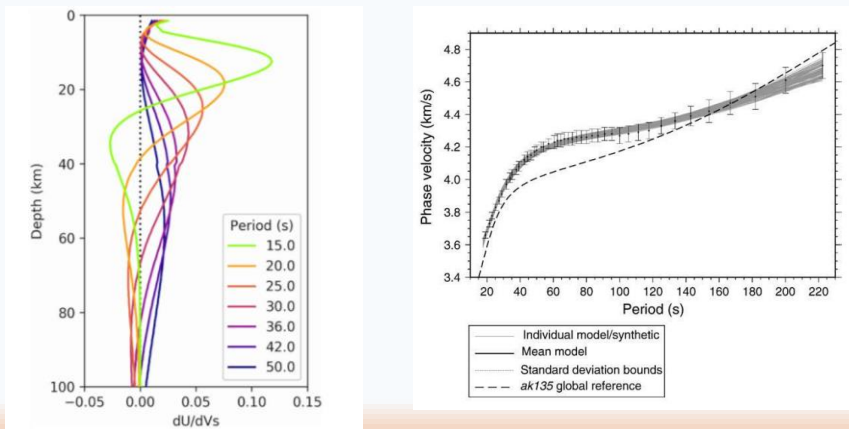 0
20
40
60
80
100
Depth (km)
−0.05
0.00
0.05
0.10
0.15
dU/dVs
Period (s)
15.0
20.0
25.0
30.0
36.0
42.0
50.0
4.8
4.6
4.4
4.2
4.0
3.8
3.6
3.4
Phase velocity (km/s)
20 40 60 80 100 120 140 160 180 200 220
Period (s)
Individual model/synthetic
Mean model
Standard deviation bounds
ak135 global reference